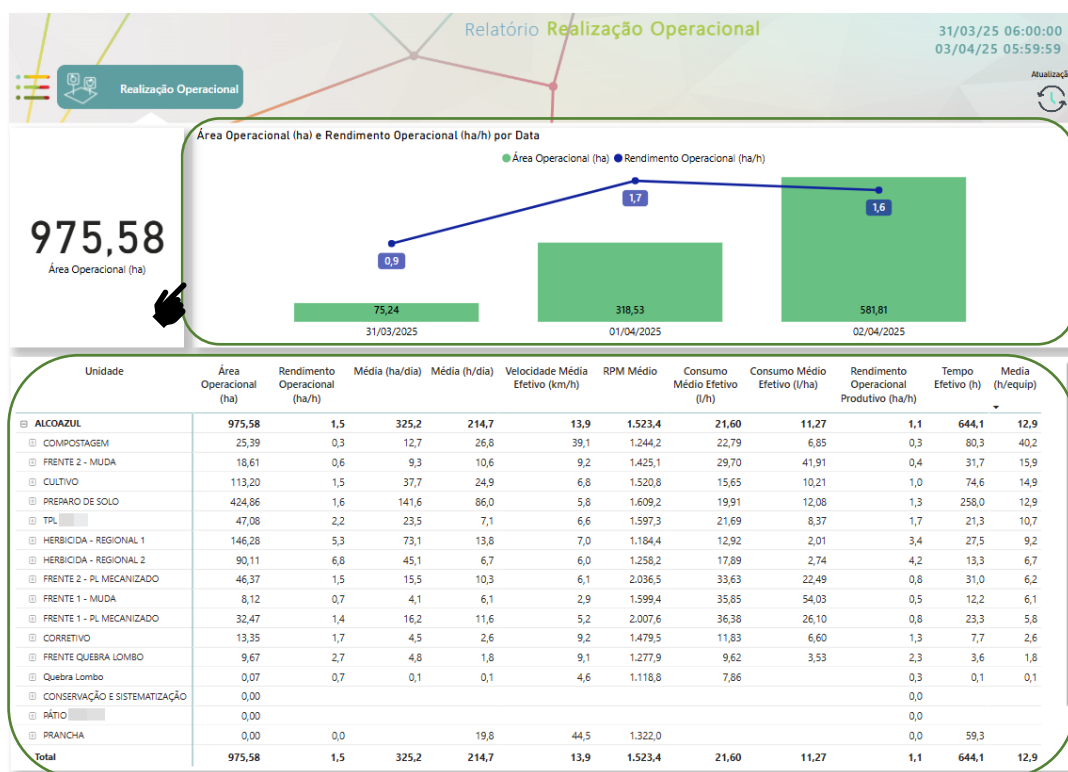 Relatório Realização Operacional
31/03/25 06:00:00
03/04/25 05:59:59
Realização Operacional
Área Operacional (ha) e Rendimento Operacional (ha/h) por Data
Área Operacional (ha) Rendimento Operacional (ha/h)
975,58
Área Operacional (ha)
0,9 1,7 1,6
75,24 318,53 581,81
31/03/2025 01/04/2025 02/04/2025
Unidade Área Rendimento Média (ha/dia) Média (h/dia) Velocidade Média RPM Médio Consumo Consumo Médio Rendimento Tempo Media
Operacional Operacional Efetivo (km/h) Médio Efetivo Efetivo (l/ha) Operacional Efetivo (h) (h/equip)
(ha) (ha/h) (l/h) Produtivo (ha/h)
ALCOAZUL 975,58 1,5 325,2 214,7 13,9 1.523,4 21,60 11,27 1,1 644,1 12,9
COMPOSTAGEM 25,39 0,3 12,7 26,8 39,1 1.244,2 22,79 6,85 0,3 80,3 40,2
FRENTE 2 - MUDA 18,61 0,6 9,3 10,6 9,2 1.425,1 29,70 41,91 0,4 31,7 15,9
CULTIVO 113,20 1,5 37,7 24,9 6,8 1.520,8 15,65 10,21 1,0 74,6 14,9
PREPARO DE SOLO 424,86 1,6 141,6 86,0 5,8 1.609,2 19,91 12,08 1,3 258,0 12,9
TPL 47,08 2,2 23,5 7,1 6,6 1.597,3 21,69 8,37 1,7 21,3 10,7
HERBICIDA - REGIONAL 1 146,28 5,3 73,1 13,8 7,0 1.184,4 12,92 2,01 3,4 27,5 9,2
HERBICIDA - REGIONAL 2 90,11 6,8 45,1 6,7 6,0 1.258,2 17,89 2,74 4,2 13,3 6,7
FRENTE 2 - PL MECANIZADO 46,37 1,5 15,5 10,3 6,1 2.036,5 33,63 22,49 0,8 31,0 6,2
FRENTE 1 - MUDA 8,12 0,7 4,1 6,1 2,9 1.599,4 35,85 54,03 0,5 12,2 6,1
FRENTE 1 - PL MECANIZADO 32,47 1,4 16,2 11,6 5,2 2.007,6 36,38 26,10 0,8 23,3 5,8
CORRETIVO 13,35 1,7 4,5 2,6 9,2 1.479,5 11,83 6,60 1,3 7,7 2,6
FRENTE QUEBRA LOMBO 9,67 2,7 4,8 1,8 9,1 1.277,9 9,62 3,53 2,3 3,6 1,8
Quebra Lombo 0,07 0,7 0,1 0,1 4,6 1.118,8 7,86 0,3 0,1 0,1
CONSERVAÇÃO E SISTEMATIZAÇÃO 0,00 0,0
PÁTIO 0,00 0,0
PRANCHA 0,00 0,0 19,8 44,5 1.322,0 0,0 59,3
Total 975,58 1,5 325,2 214,7 13,9 1.523,4 21,60 11,27 1,1 644,1 12,9